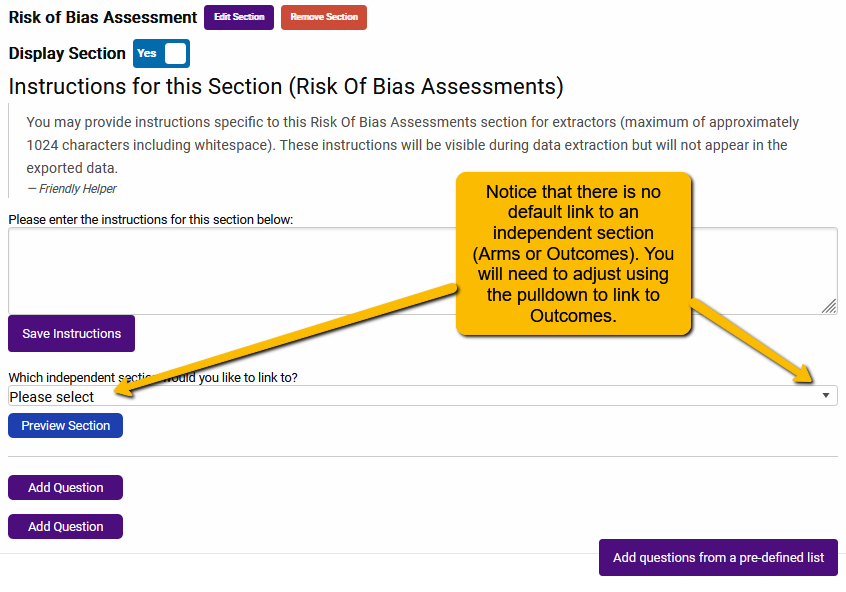 Risk of Bias Assessment Edit Section Remove Section
Display Section Yes
Instructions for this Section (Risk Of Bias Assessments)
You may provide instructions specific to this Risk Of Bias Assessments section for extractors (maximum of approximately
1024 characters including whitespace). These instructions will be visible during data extraction but will not appear in the
exported data.
— Friendly Helper
Notice that there is no
default link to an
independent section
(Arms or Outcomes). You
will need to adjust using
the pulldown to link to
Outcomes.
Please enter the instructions for this section below:
Save Instructions
Which independent section would you like to link to?
Please select
Preview Section
Add Question
Add Question
Add questions from a pre-defined list